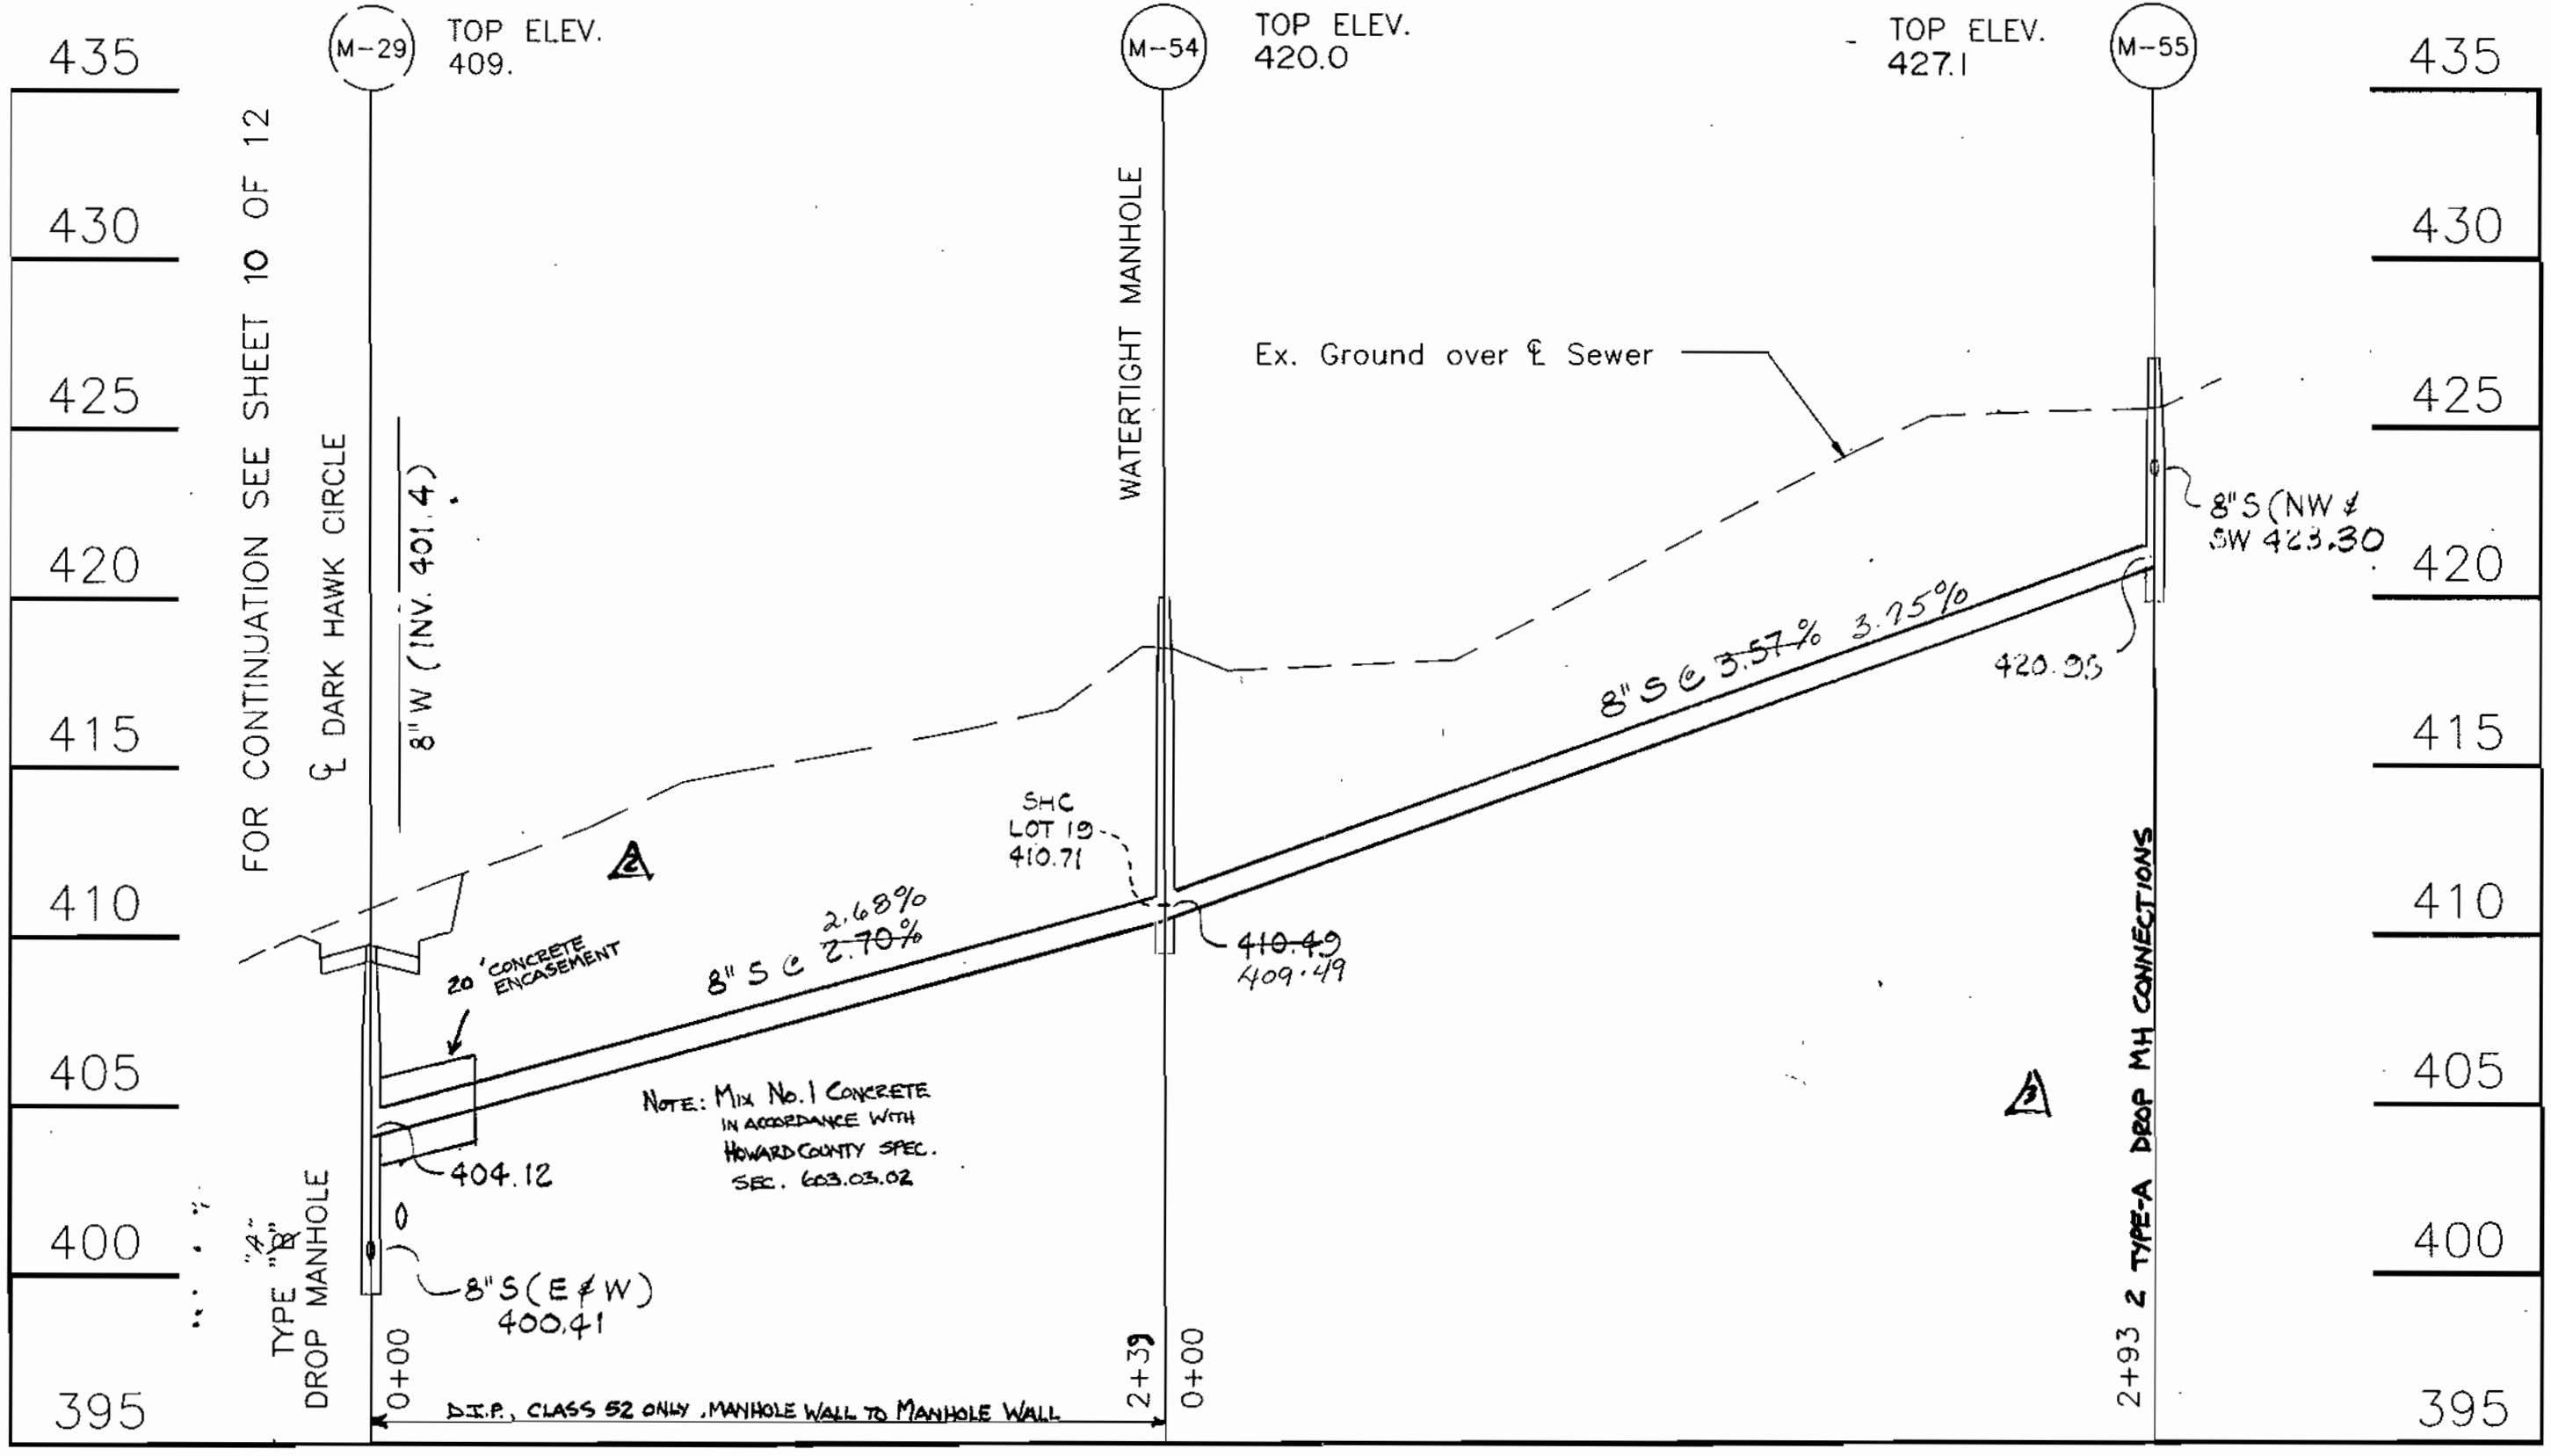 M-29
TOP ELEV.
409.
M-54
TOP ELEV.
420.0
TOP ELEV.
427.1
M-55
435
430
425
420
415
410
405
400
395
435
430
425
420
415
410
405
400
395
FOR CONTINUATION SEE SHEET 10 OF 12
℄ DARK HAWK CIRCLE
8"W (INV. 401.4)
WATERTIGHT MANHOLE
Ex. Ground over ℄ Sewer
8"S (NW &
SW 423.30
8" S @ 3.57% 3.75%
420.95
SHC
LOT 19
410.71
2
2.68%
8" S @ 2.70%
410.49
409.49
20' CONCRETE
ENCASEMENT
NOTE: MIX No. 1 CONCRETE
IN ACCORDANCE WITH
HOWARD COUNTY SPEC.
SEC. 603.03.02
404.12
3
"A"
TYPE "B"
DROP MANHOLE
8"S (E & W)
400.41
0+00
2+39
0+00
2+93 2 TYPE-A DROP MH CONNECTIONS
D.I.P., CLASS 52 ONLY, MANHOLE WALL TO MANHOLE WALL